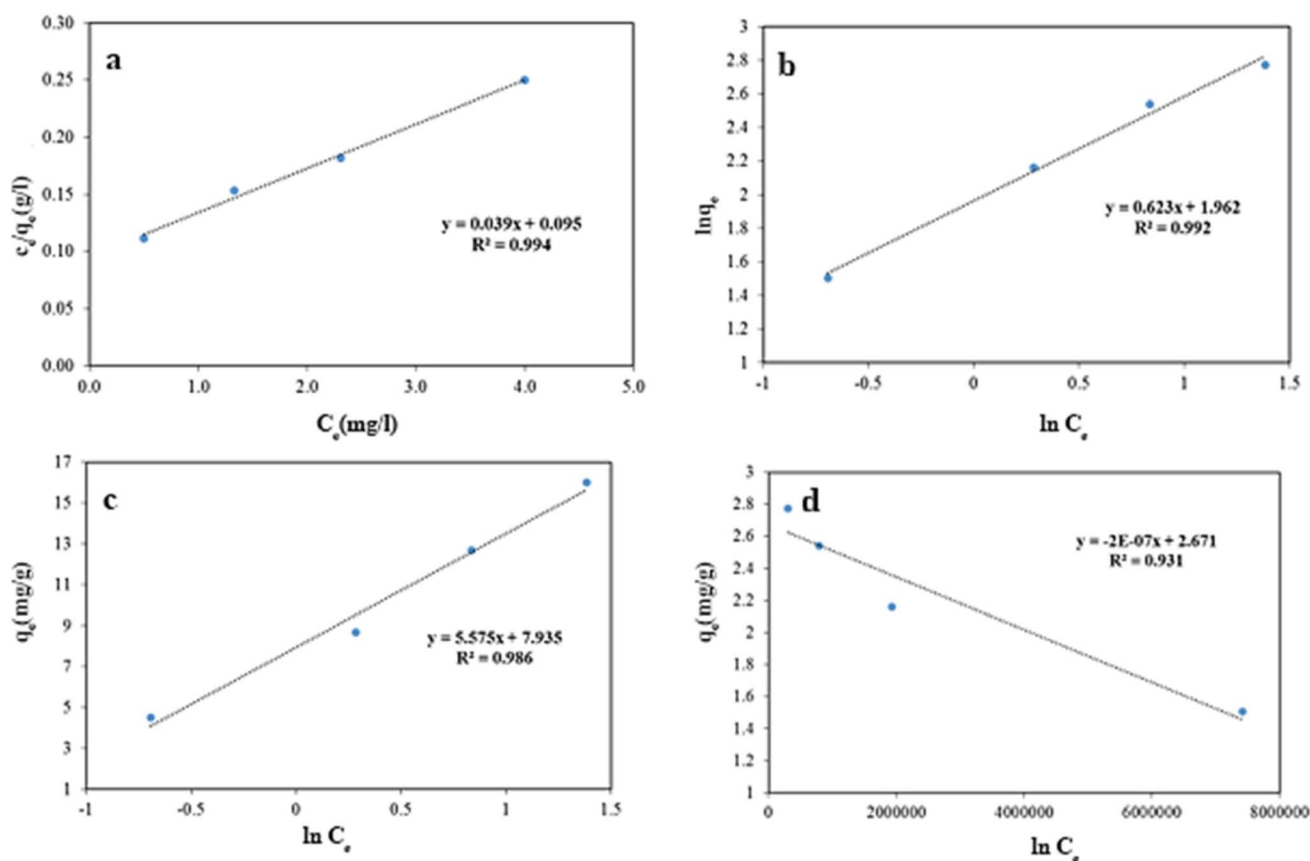 a
0.30
0.25
0.20
0.15
0.10
0.05
0.00
cₑ/qₑ(g/l)
y = 0.039x + 0.095
R² = 0.994
0.0 1.0 2.0 3.0 4.0 5.0
Cₑ(mg/l)
b
3
2.8
2.6
2.4
2.2
2
1.8
1.6
1.4
1.2
1
lnqₑ
y = 0.623x + 1.962
R² = 0.992
-1 -0.5 0 0.5 1 1.5
ln Cₑ
c
17
15
13
11
9
7
5
3
1
qₑ(mg/g)
y = 5.575x + 7.935
R² = 0.986
-1 -0.5 0 0.5 1 1.5
ln Cₑ
d
3
2.8
2.6
2.4
2.2
2
1.8
1.6
1.4
1.2
1
qₑ(mg/g)
y = -2E-07x + 2.671
R² = 0.931
0 2000000 4000000 6000000 8000000
ln Cₑ